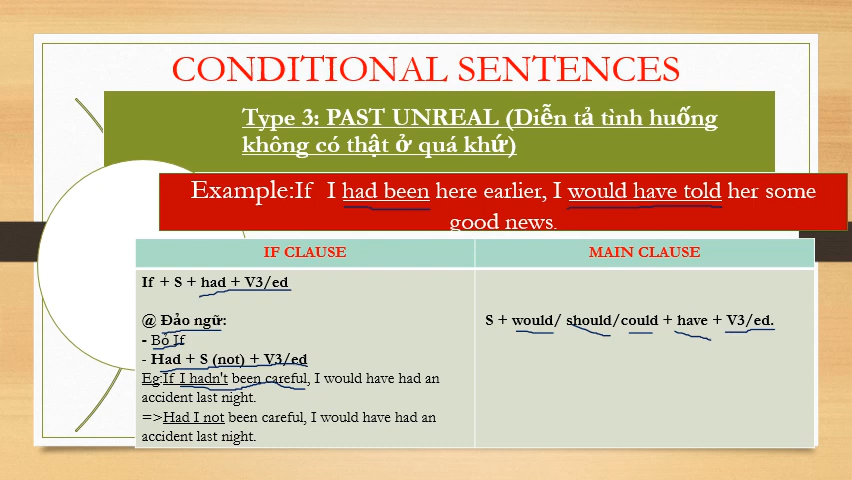 CONDITIONAL SENTENCES
Type 3: PAST UNREAL (Diễn tả tình huống
không có thật ở quá khứ)
Example:If I had been here earlier, I would have told her some
good news.
IF CLAUSE
MAIN CLAUSE
If + S + had + V3/ed
@ Đảo ngữ:
- Bỏ If
- Had + S (not) + V3/ed
Eg:If I hadn't been careful, I would have had an
accident last night.
=>Had I not been careful, I would have had an
accident last night.
S + would/ should/could + have + V3/ed.